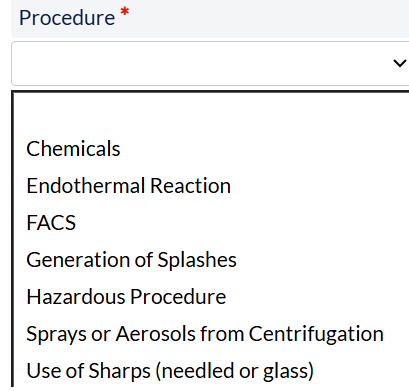 Procedure *
Chemicals
Endothermal Reaction
FACS
Generation of Splashes
Hazardous Procedure
Sprays or Aerosols from Centrifugation
Use of Sharps (needled or glass)